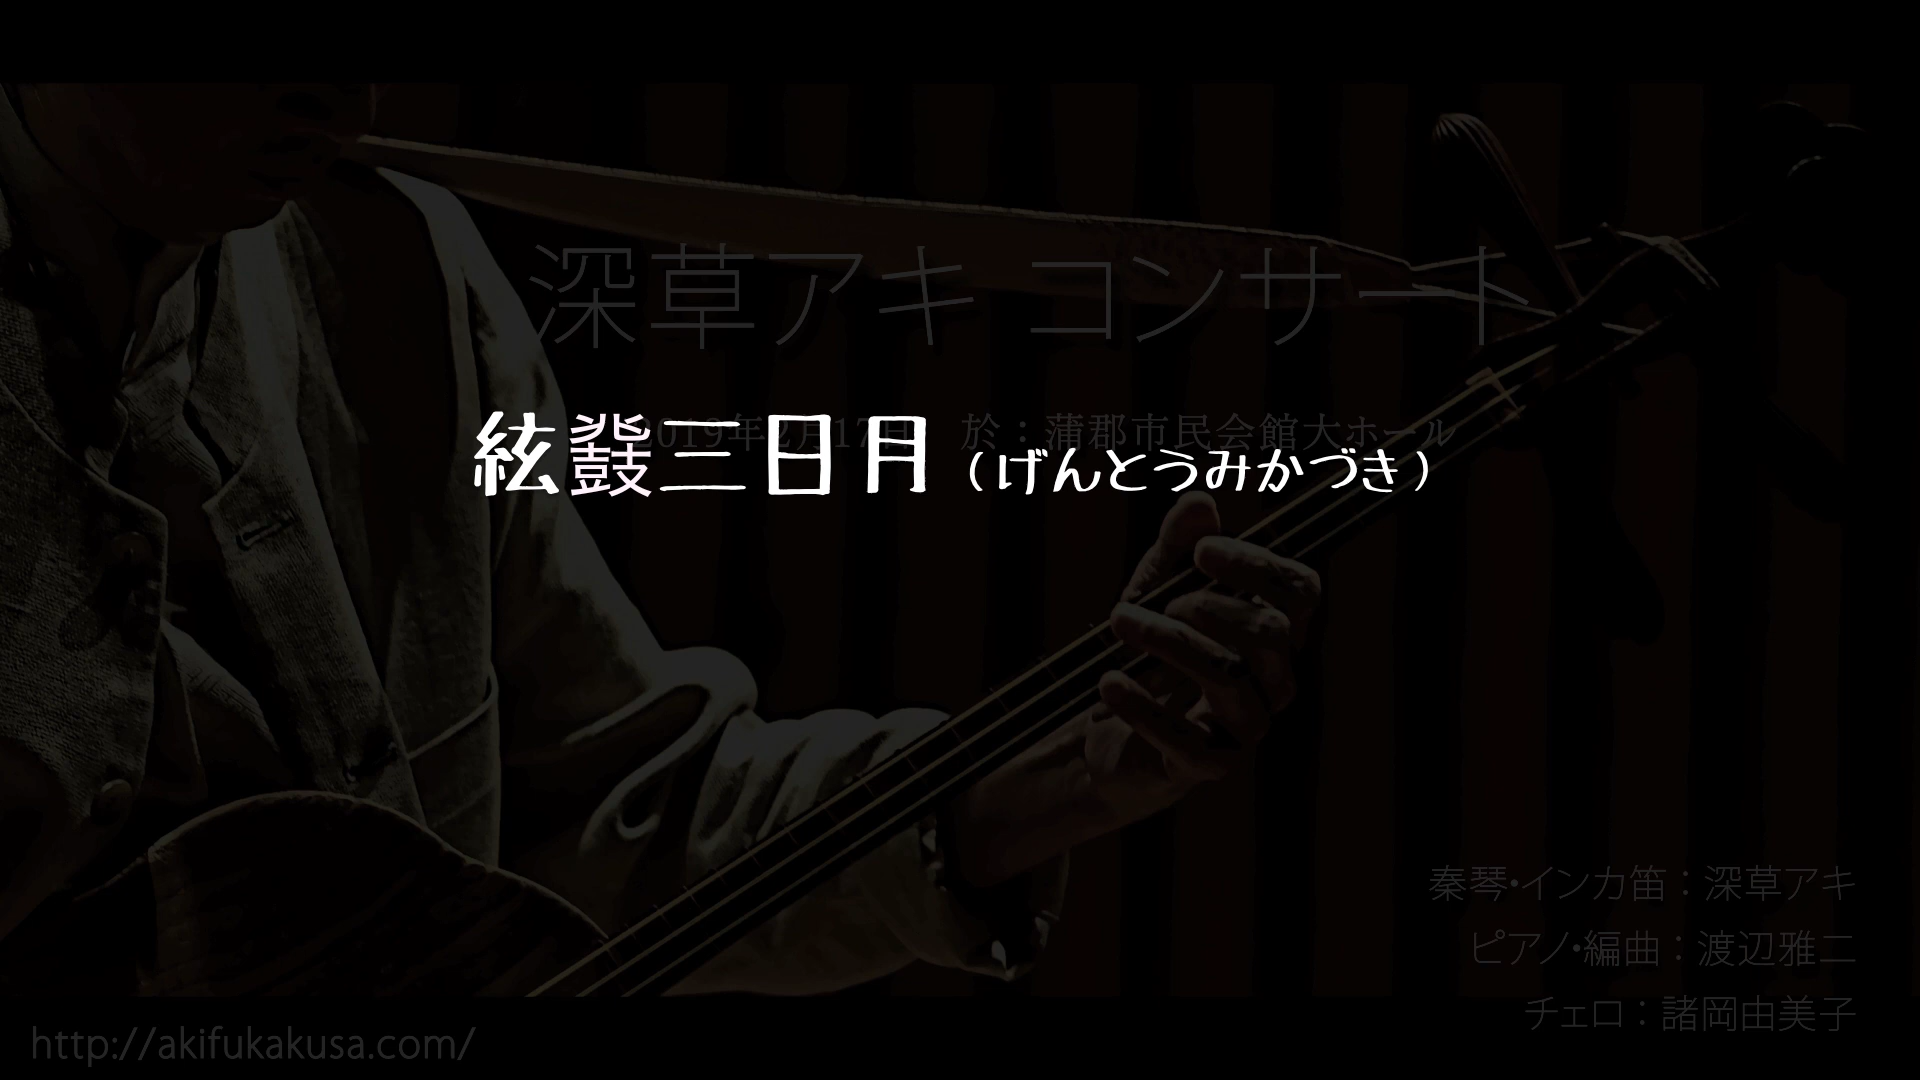 深草アキ コンサート
2019年2月17日 於：蒲郡市民会館大ホール
絃鼗三日月（げんとうみかづき）
秦琴・インカ笛：深草アキ
ピアノ・編曲：渡辺雅二
チェロ：諸岡由美子
http://akifukakusa.com/